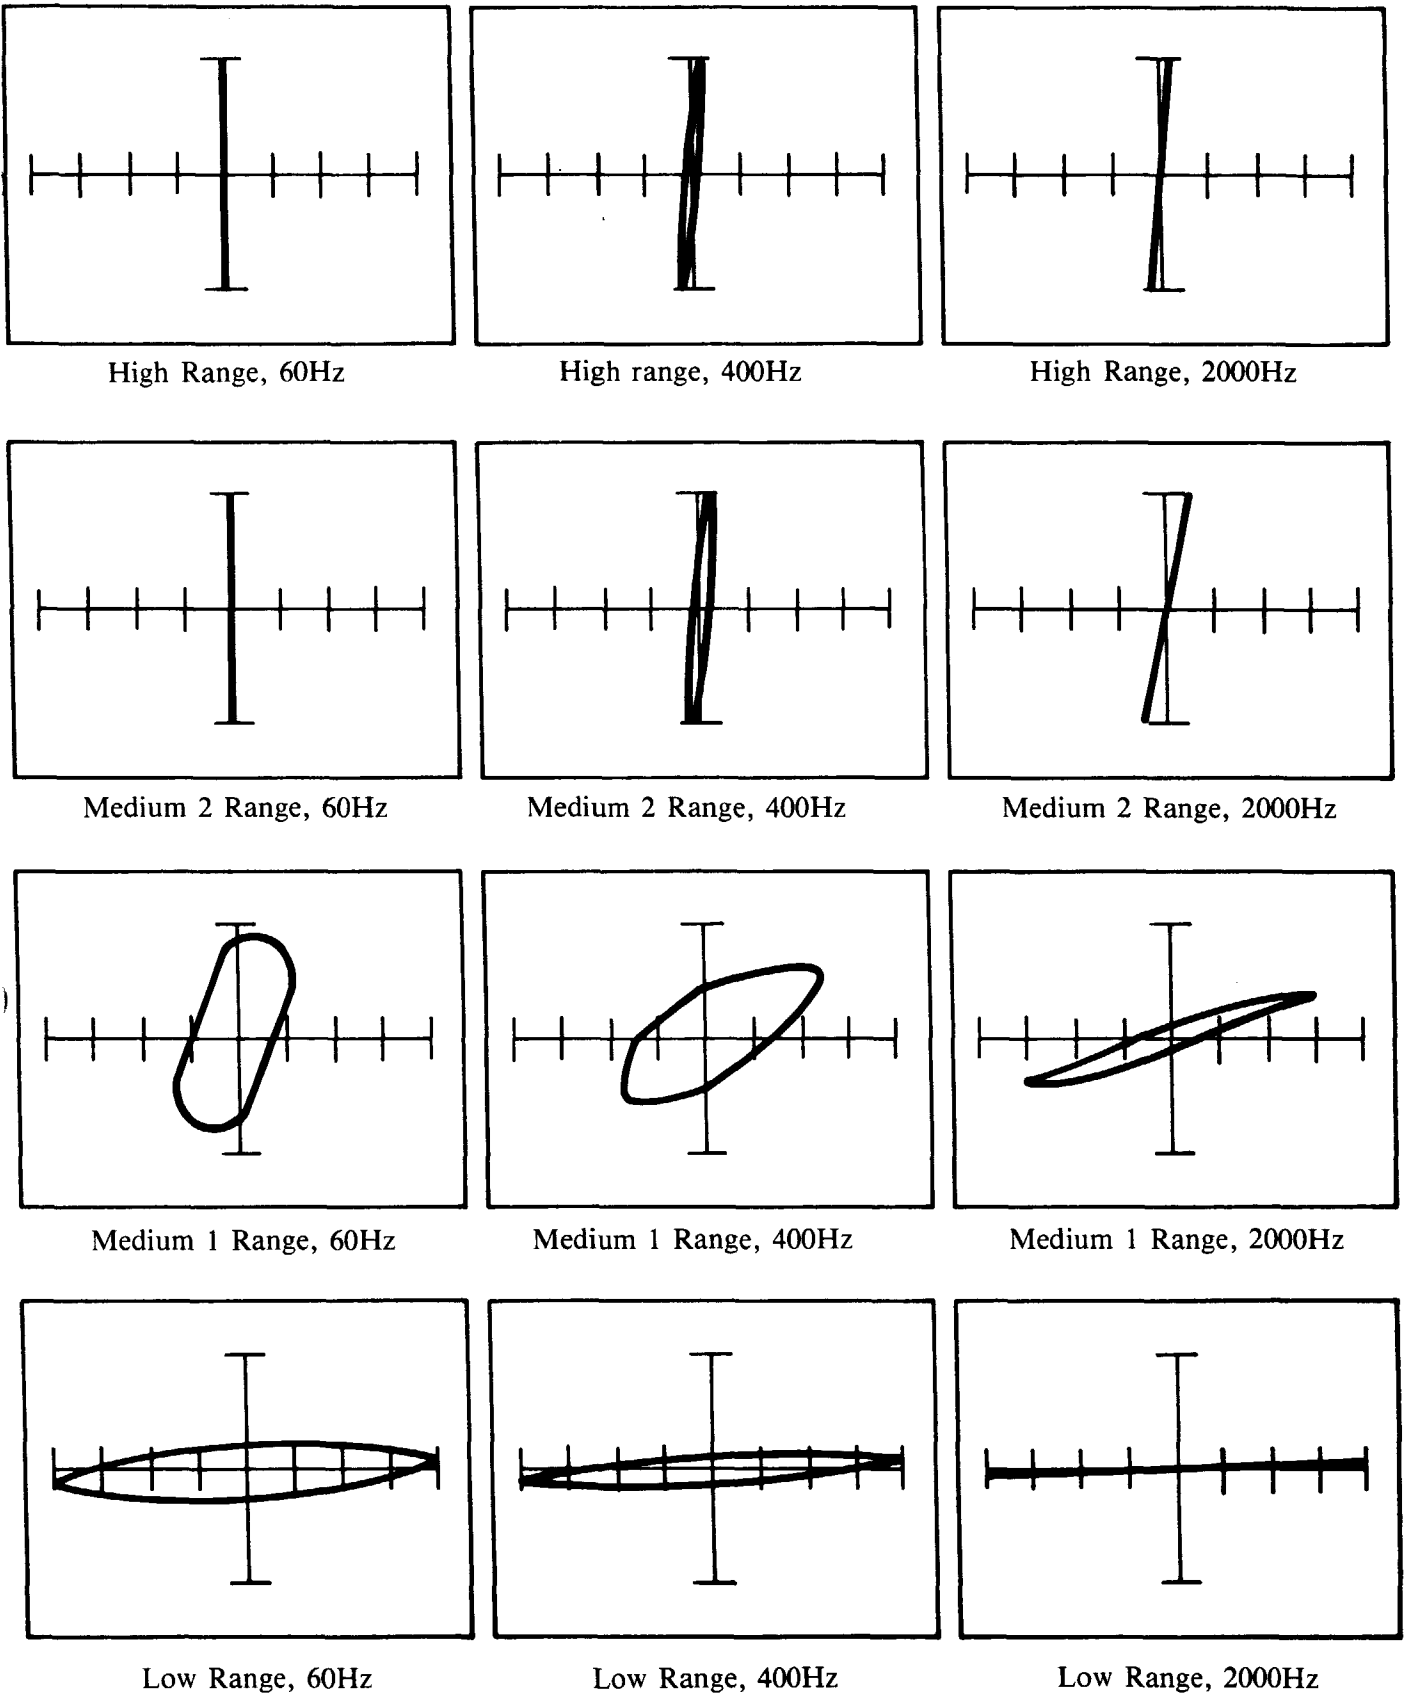 High Range, 60Hz
High range, 400Hz
High Range, 2000Hz
Medium 2 Range, 60Hz
Medium 2 Range, 400Hz
Medium 2 Range, 2000Hz
Medium 1 Range, 60Hz
Medium 1 Range, 400Hz
Medium 1 Range, 2000Hz
Low Range, 60Hz
Low Range, 400Hz
Low Range, 2000Hz